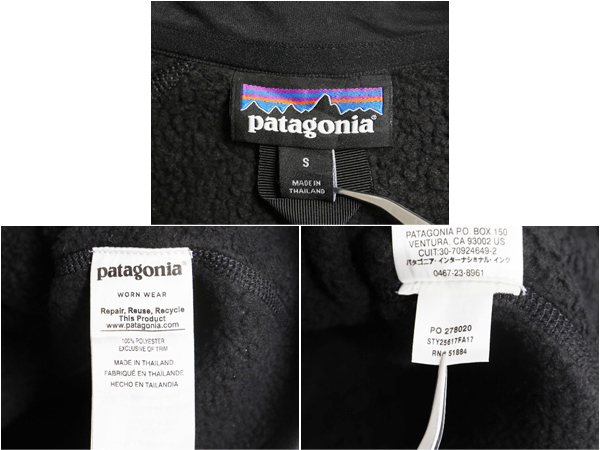 patagonia®
S
MADE IN
THAILAND
patagonia®
WORN WEAR
Repair, Reuse, Recycle
This Product
www.patagonia.com
100% POLYESTER
EXCLUSIVE OF TRIM
MADE IN THAILAND
FABRIQUÉ EN THAÏLANDE
HECHO EN TAILANDIA
PATAGONIA P.O. BOX 150
VENTURA, CA 93002 US
CUIT:30-70924649-2
パタゴニア・インターナショナル・インク
0467-23-8961
PO 278020
STY25617FA17
RN# 51884